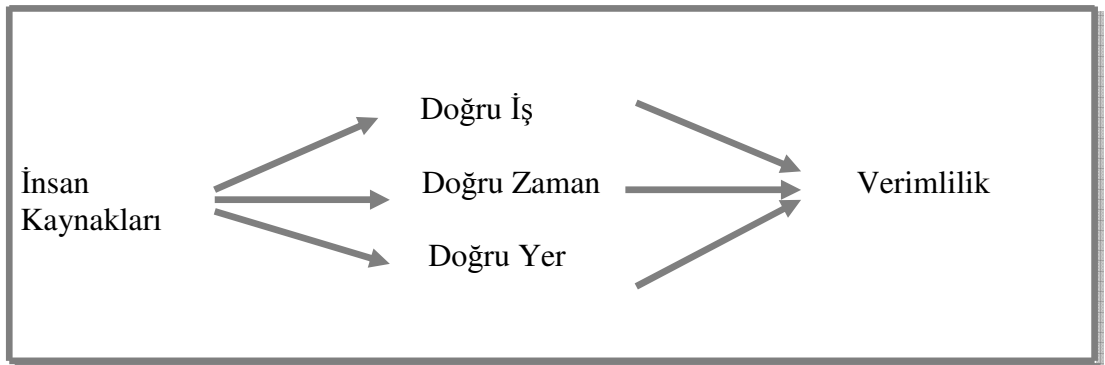 İnsan
Kaynakları
Doğru İş
Doğru Zaman
Doğru Yer
Verimlilik